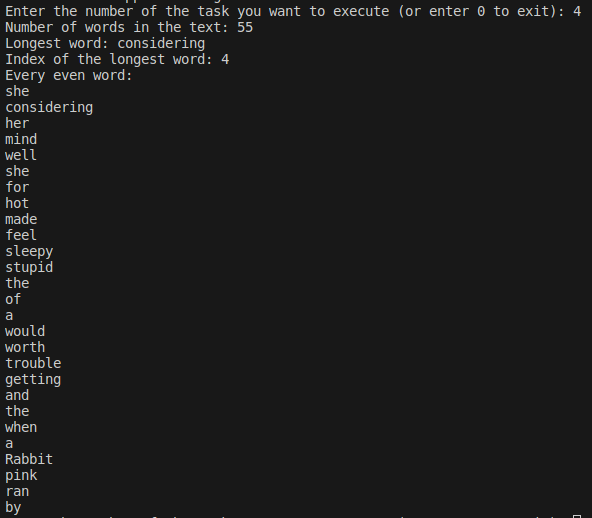 Enter the number of the task you want to execute (or enter 0 to exit): 4
Number of words in the text: 55
Longest word: considering
Index of the longest word: 4
Every even word:
she
considering
her
mind
well
she
for
hot
made
feel
sleepy
stupid
the
of
a
would
worth
trouble
getting
and
the
when
a
Rabbit
pink
ran
by